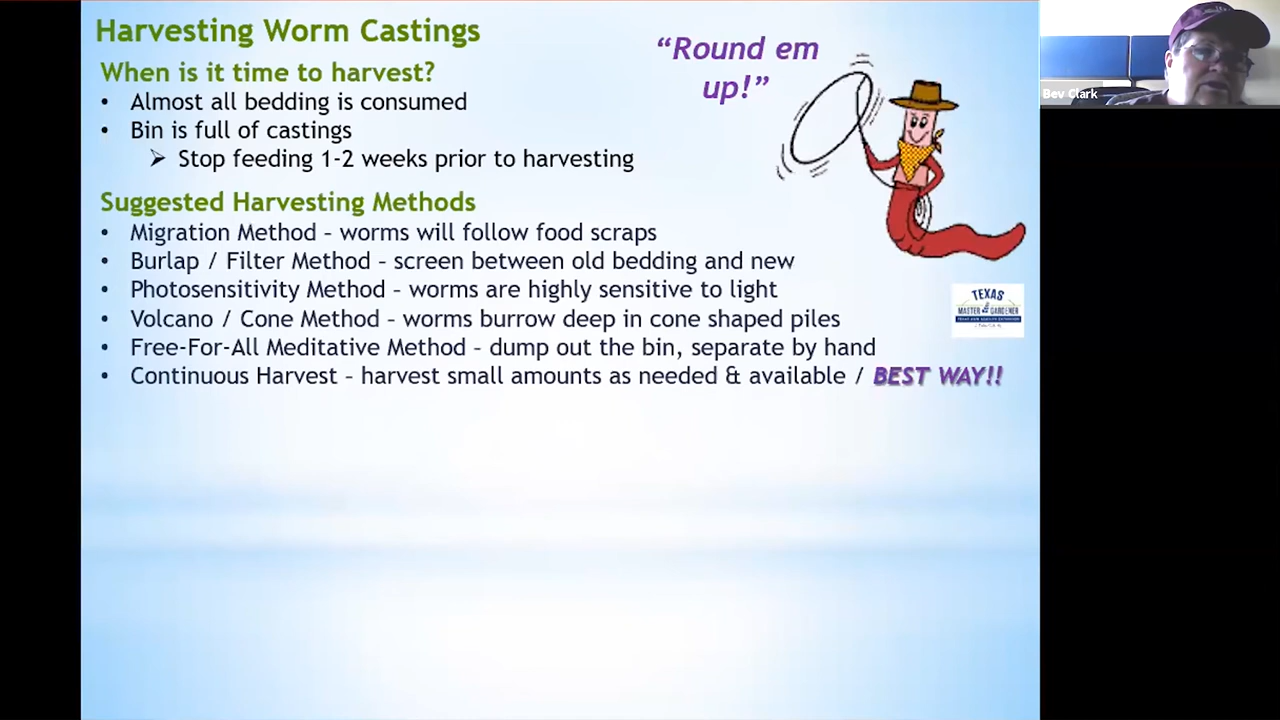 Harvesting Worm Castings
“Round em
up!”
When is it time to harvest?
• Almost all bedding is consumed
• Bin is full of castings
➢ Stop feeding 1-2 weeks prior to harvesting
Suggested Harvesting Methods
• Migration Method – worms will follow food scraps
• Burlap / Filter Method – screen between old bedding and new
• Photosensitivity Method – worms are highly sensitive to light
• Volcano / Cone Method – worms burrow deep in cone shaped piles
• Free-For-All Meditative Method – dump out the bin, separate by hand
• Continuous Harvest – harvest small amounts as needed & available / BEST WAY!!
TEXAS
MASTER GARDENER
Bev Clark